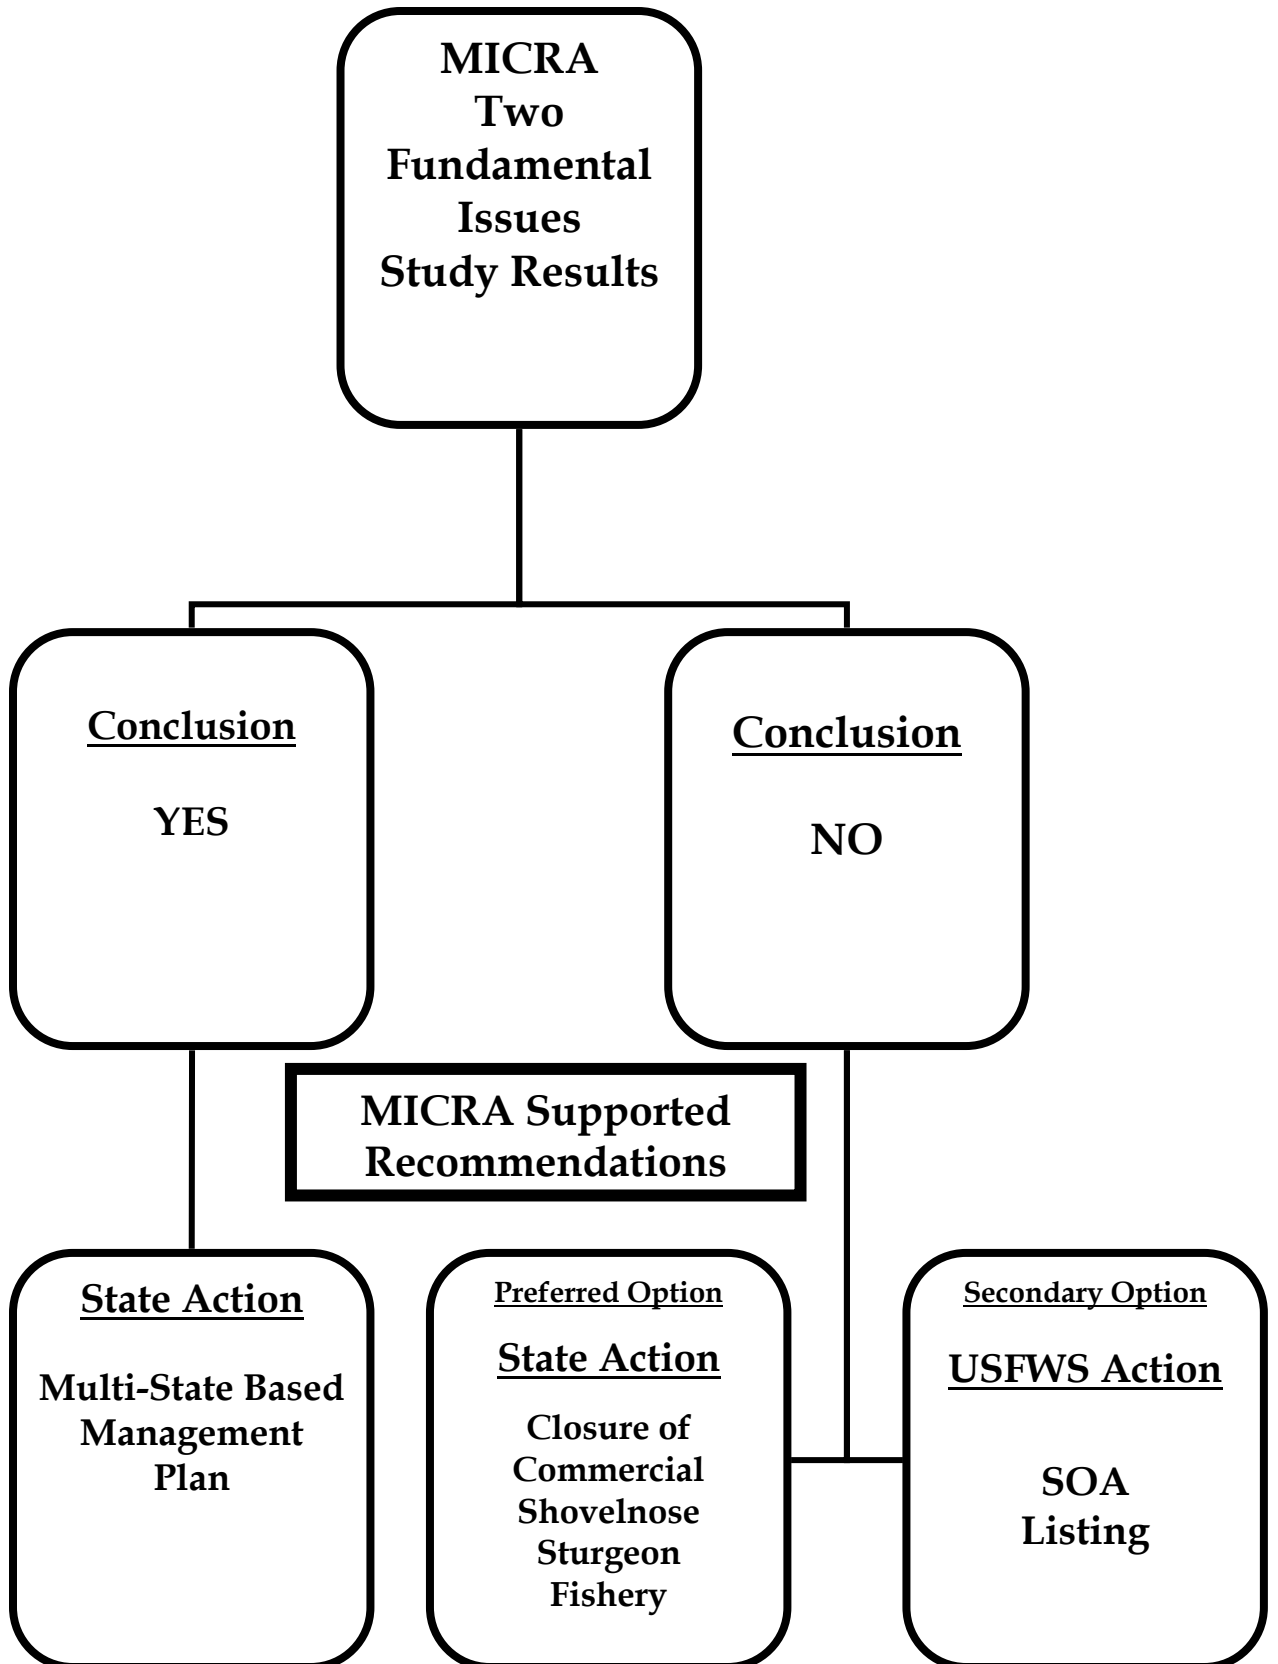 MICRA
Two
Fundamental
Issues
Study Results
Conclusion
YES
Conclusion
NO
MICRA Supported
Recommendations
State Action
Multi-State Based
Management
Plan
Preferred Option
State Action
Closure of
Commercial
Shovelnose
Sturgeon
Fishery
Secondary Option
USFWS Action
SOA
Listing